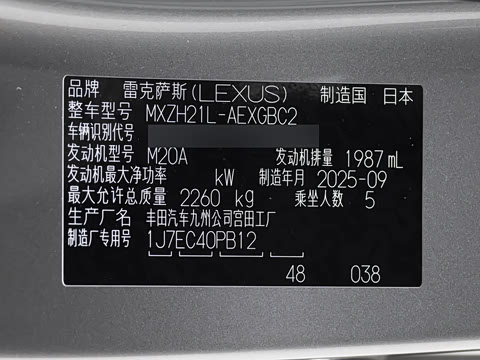 品牌 雷克萨斯(LEXUS) 制造国 日本
整车型号 MXZH21L-AEXGBC2
车辆识别代号
发动机型号 M20A 发动机排量 1987 mL
发动机最大净功率 kW 制造年月 2025-09
最大允许总质量 2260 kg 乘坐人数 5
生产厂名 丰田汽车九州公司宫田工厂
制造厂专用号 1J7EC40PB12
48 038